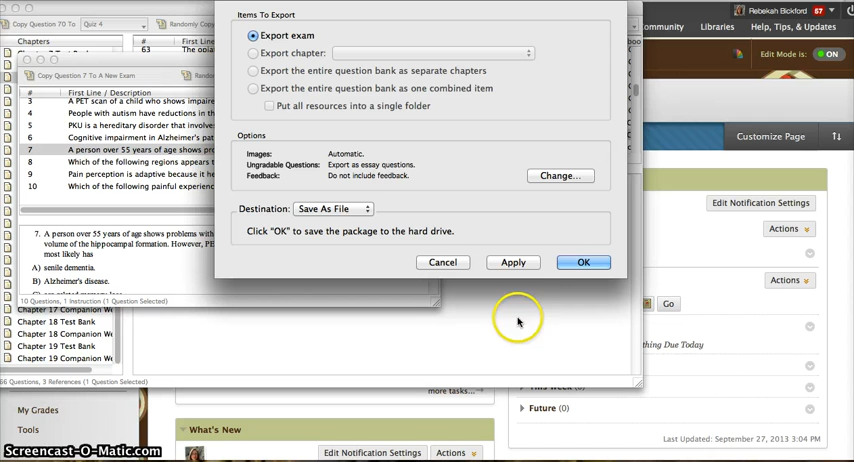 Copy Question 70 To
Quiz 4
Randomly Copy
Rebekah Bickford
57
ommunity
Libraries
Help, Tips, & Updates
Edit Mode is:
ON
Customize Page
Chapters
#
First Line
63
Copy Question 7 To A New Exam
#
First Line / Description
3 A PET scan of a child who shows impaire
4 People with autism have reductions in th
5 PKU is a hereditary disorder that involves
6 Cognitive impairment in Alzheimer's pat
7 A person over 55 years of age shows pro
8 Which of the following regions appears t
9 Pain perception is adaptive because it he
10 Which of the following painful experien
7. A person over 55 years of age shows problems with
volume of the hippocampal formation. However, PE
most likely has
A) senile dementia.
B) Alzheimer's disease.
10 Questions, 1 Instruction (1 Question Selected)
Chapter 17 Companion We
Chapter 18 Test Bank
Chapter 18 Companion We
Chapter 19 Test Bank
Chapter 19 Companion We
66 Questions, 3 References (1 Question Selected)
Items To Export
Export exam
Export chapter:
Export the entire question bank as separate chapters
Export the entire question bank as one combined item
Put all resources into a single folder
Options
Images: Automatic.
Ungradable Questions: Export as essay questions.
Feedback: Do not include feedback.
Change...
Destination: Save As File
Click "OK" to save the package to the hard drive.
Cancel
Apply
OK
Edit Notification Settings
Actions
Actions
Go
thing Due Today
This Week (0)
Future (0)
Last Updated: September 27, 2013 3:04 PM
more tasks...
My Grades
Tools
What's New
Edit Notification Settings
Actions
Screencast-O-Matic.com